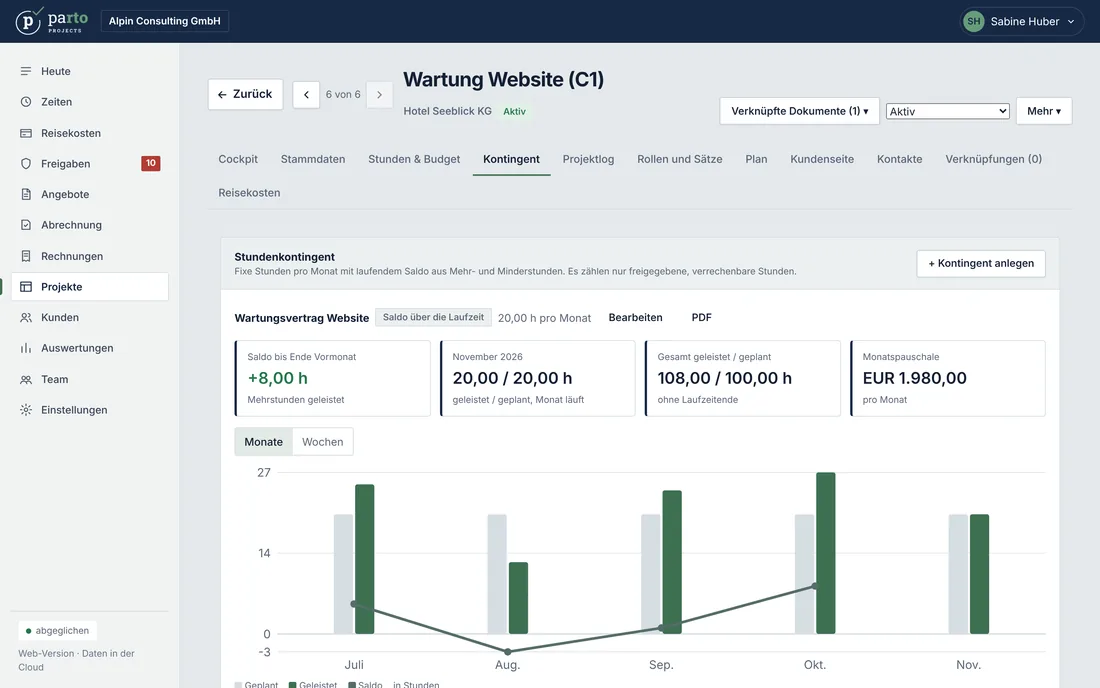 parto
PROJECTS
Alpin Consulting GmbH
SH Sabine Huber
Heute
Zeiten
Reisekosten
Freigaben 10
Angebote
Abrechnung
Rechnungen
Projekte
Kunden
Auswertungen
Team
Einstellungen
abgeglichen
Web-Version · Daten in der
Cloud
← Zurück
6 von 6
Wartung Website (C1)
Hotel Seeblick KG Aktiv
Verknüpfte Dokumente (1) ▾
Aktiv
Mehr ▾
Cockpit Stammdaten Stunden & Budget Kontingent Projektlog Rollen und Sätze Plan Kundenseite Kontakte Verknüpfungen (0)
Reisekosten
Stundenkontingent
Fixe Stunden pro Monat mit laufendem Saldo aus Mehr- und Minderstunden. Es zählen nur freigegebene, verrechenbare Stunden.
+ Kontingent anlegen
Wartungsvertrag Website Saldo über die Laufzeit 20,00 h pro Monat Bearbeiten PDF
Saldo bis Ende Vormonat
+8,00 h
Mehrstunden geleistet
November 2026
20,00 / 20,00 h
geleistet / geplant, Monat läuft
Gesamt geleistet / geplant
108,00 / 100,00 h
ohne Laufzeitende
Monatspauschale
EUR 1.980,00
pro Monat
Monate Wochen
27
14
0
-3
Juli Aug. Sep. Okt. Nov.
Geplant Geleistet Saldo in Stunden